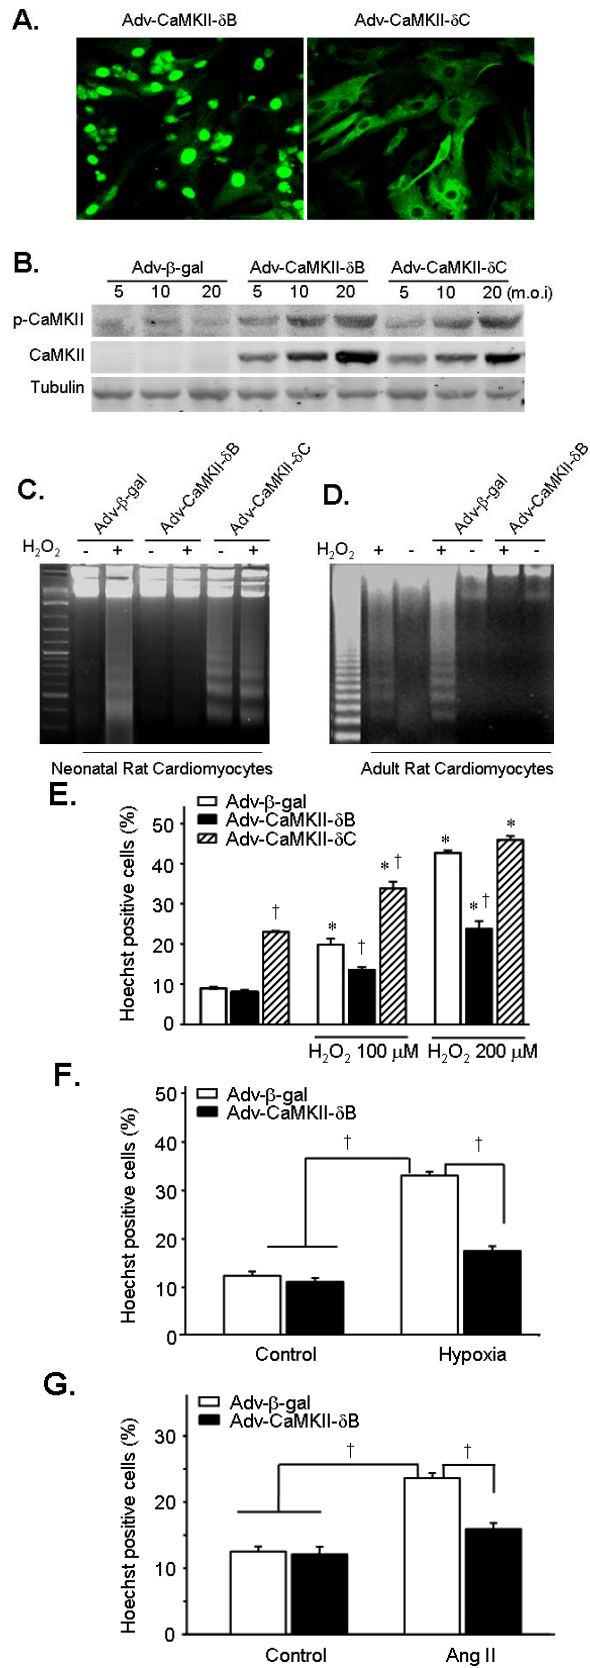 A.
Adv-CaMKII-δB Adv-CaMKII-δC
B.
Adv-β-gal Adv-CaMKII-δB Adv-CaMKII-δC
5 10 20 5 10 20 5 10 20 (m.o.i)
p-CaMKII
CaMKII
Tubulin
C.
Adv-β-gal
Adv-CaMKII-δB
Adv-CaMKII-δC
H₂O₂ - + - + - +
Neonatal Rat Cardiomyocytes
D.
Adv-β-gal
Adv-CaMKII-δB
H₂O₂ + - + - + -
Adult Rat Cardiomyocytes
E.
Adv-β-gal
Adv-CaMKII-δB
Adv-CaMKII-δC
Hoechst positive cells (%)
50
40
30
20
10
0
†
* † *†
* *† *
H₂O₂ 100 μM H₂O₂ 200 μM
F.
Adv-β-gal
Adv-CaMKII-δB
Hoechst positive cells (%)
50
40
30
20
10
0
† †
Control Hypoxia
G.
Adv-β-gal
Adv-CaMKII-δB
Hoechst positive cells (%)
30
20
10
0
† †
Control Ang II